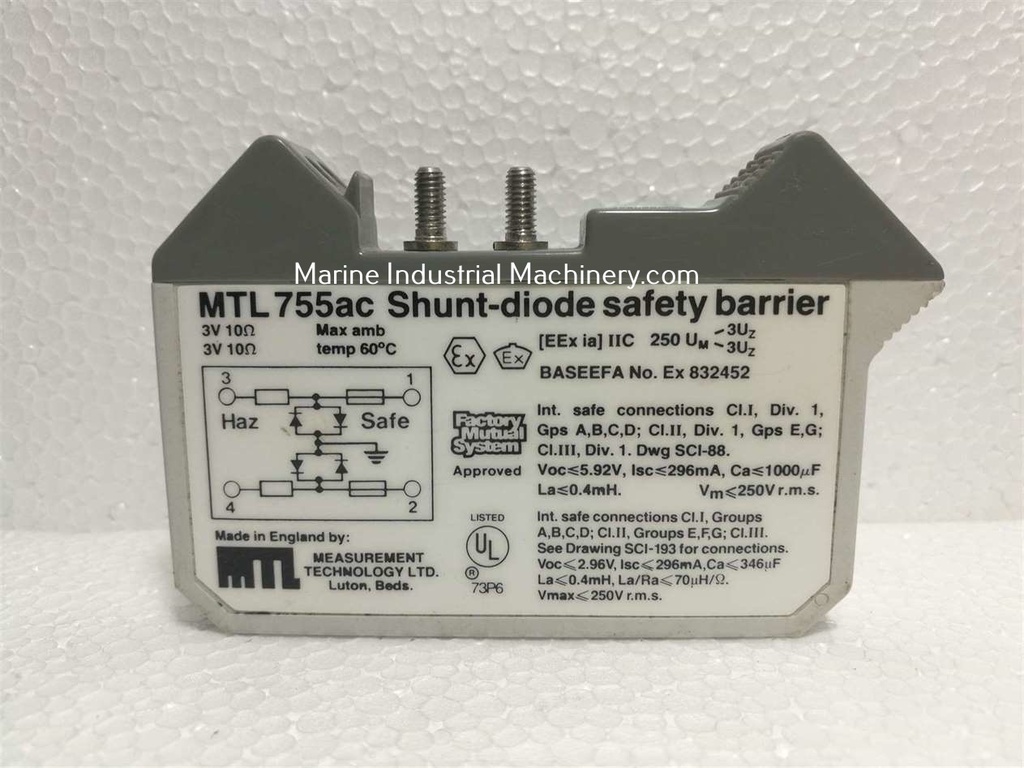 Marine Industrial Machinery.com
MTL755ac Shunt-diode safety barrier
3V 10Ω Max amb
3V 10Ω temp 60°C
Ex
Ex
[EEx ia] IIC 250 UM 3UZ
3UZ
BASEEFA No. Ex 832452
3 1
Haz Safe
4 2
Factory
Mutual
System
Approved
Int. safe connections Cl.I, Div. 1,
Gps A,B,C,D; Cl.II, Div. 1, Gps E,G;
Cl.III, Div. 1. Dwg SCI-88.
Voc≤5.92V, Isc≤296mA, Ca≤1000μF
La≤0.4mH. Vm≤250V r.m.s.
Made in England by:
MTL
MEASUREMENT
TECHNOLOGY LTD.
Luton, Beds.
LISTED
UL
®
73P6
Int. safe connections Cl.I, Groups
A,B,C,D; Cl.II, Groups E,F,G; Cl.III.
See Drawing SCI-193 for connections.
Voc≤2.96V, Isc≤296mA,Ca≤346μF
La≤0.4mH, La/Ra≤70μH/Ω.
Vmax≤250V r.m.s.